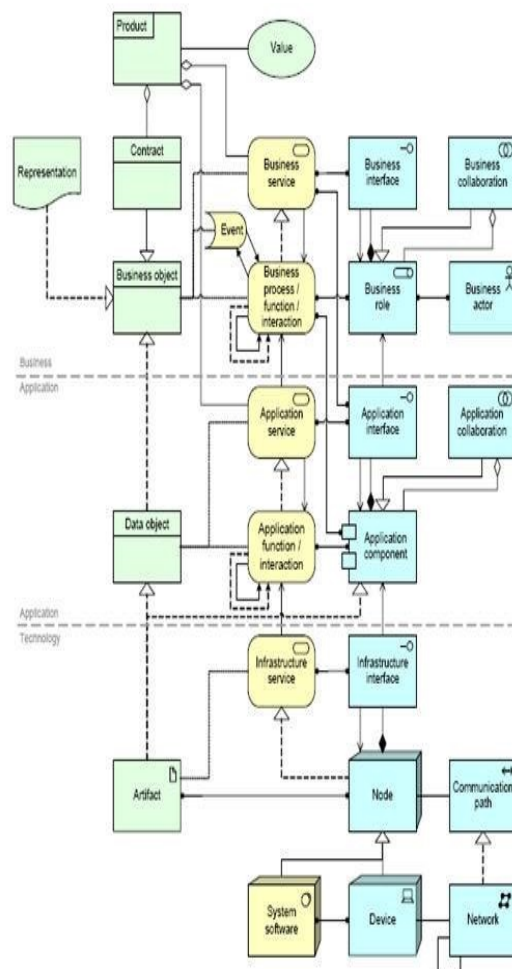 Product
Value
Contract
Representation
Business
service
Business
interface
Business
collaboration
Event
Business object
Business
process /
function /
interaction
Business
role
Business
actor
Business
Application
Application
service
Application
interface
Application
collaboration
Data object
Application
function /
interaction
Application
component
Application
Technology
Infrastructure
service
Infrastructure
interface
Artifact
Node
Communication
path
System
software
Device
Network